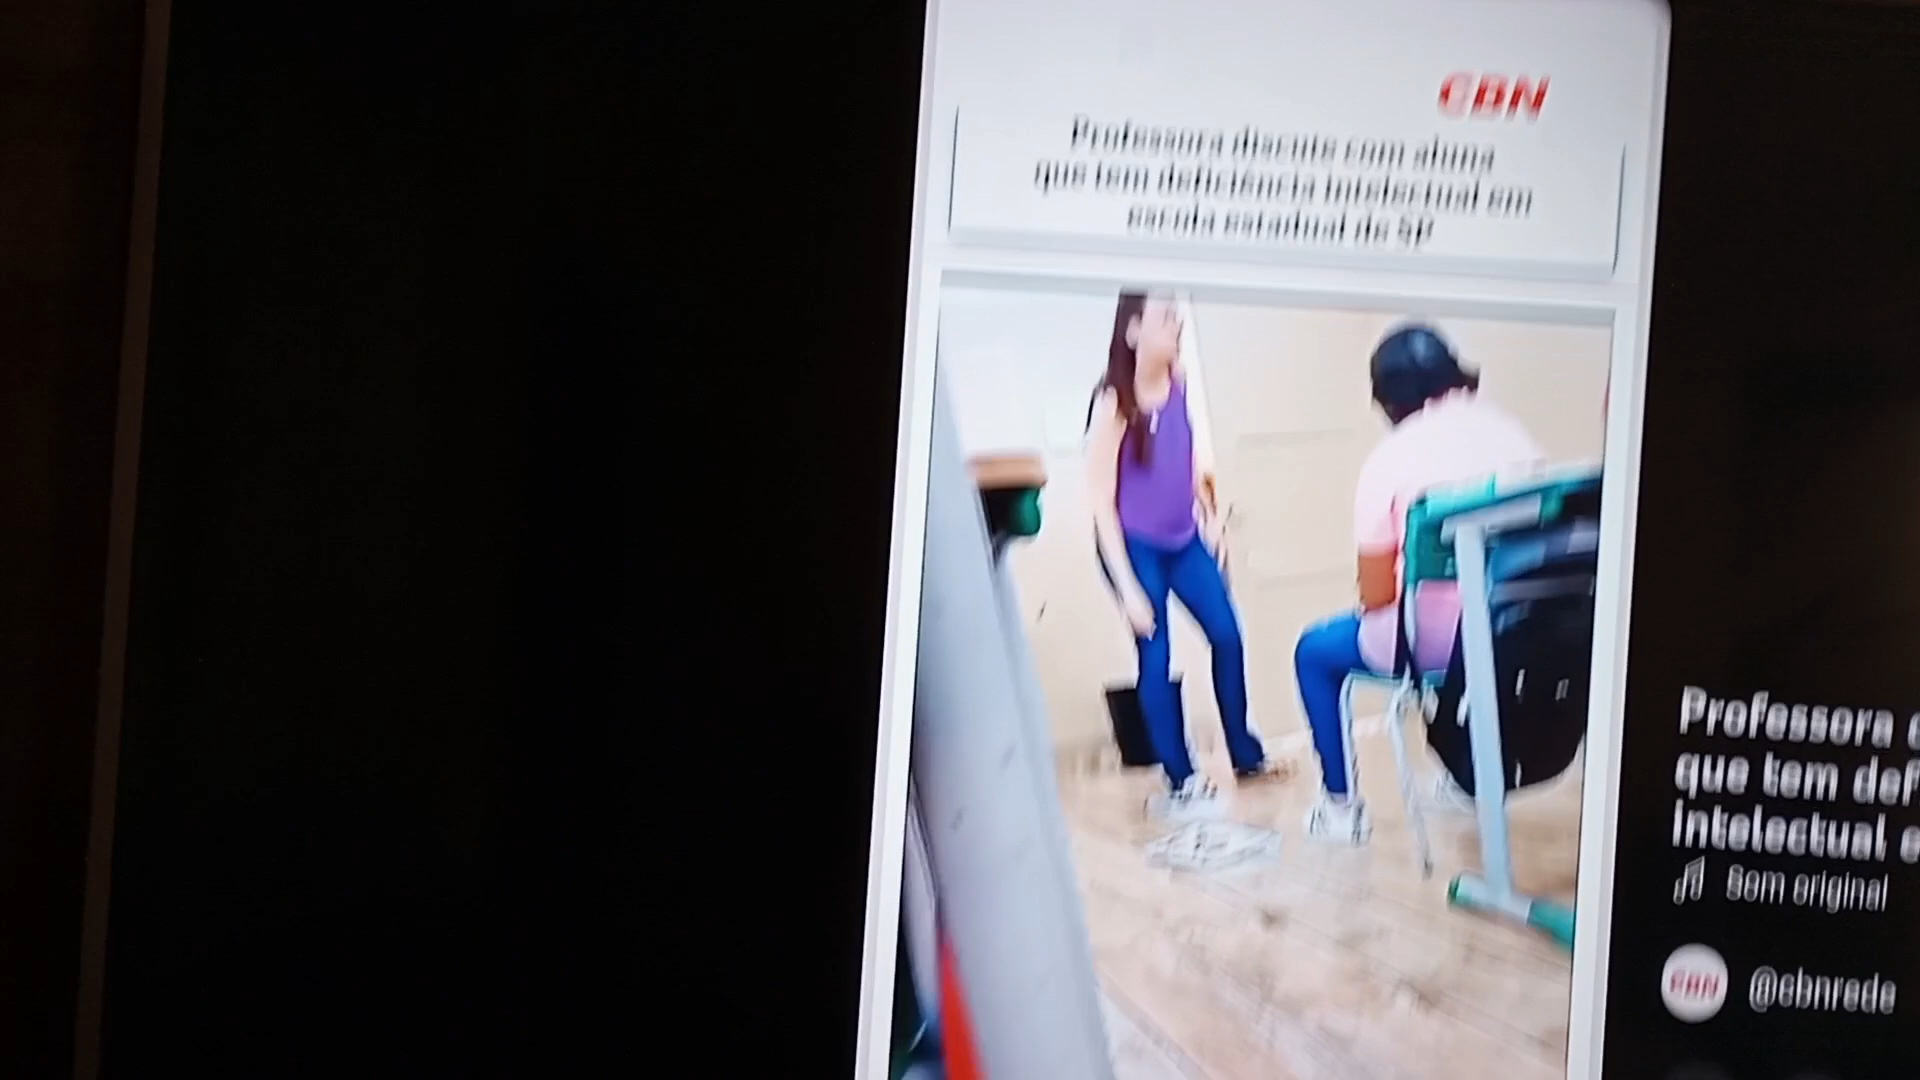 CBN
Professora discute com aluna
que tem deficiência intelectual em
escola estadual de SP
Professora
que tem def
intelectual e
Som original
CBN @cbnrede